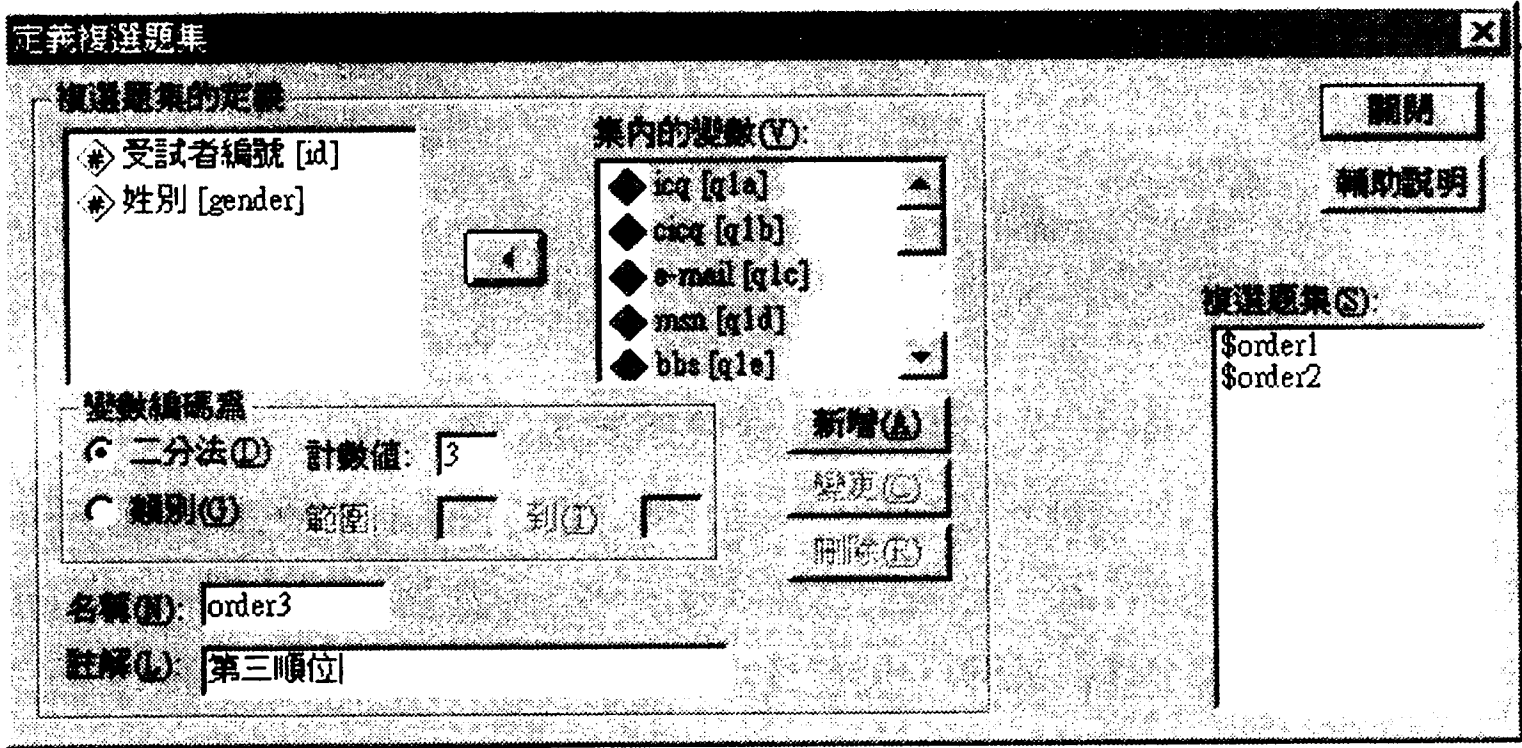 定義複選題集
複選題集的定義
受試者編號 [id]
姓別 [gender]
集內的變數(V):
icq [q1a]
cicq [q1b]
e-mail [q1c]
msn [q1d]
bbs [q1e]
變數編碼為
二分法(D) 計數值: 3
類別(G) 範圍: 到(T)
名稱(N): order3
註解(L): 第三順位
新增(A)
變更(C)
刪除(R)
關閉
輔助說明
複選題集(S):
$order1
$order2